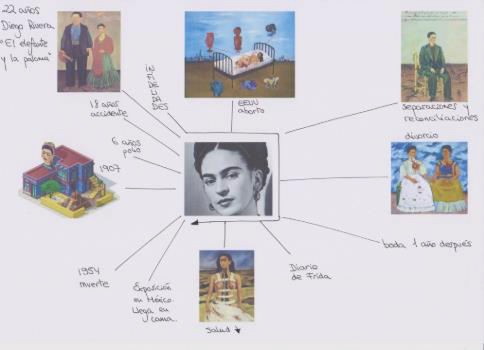 22 años
Diego Rivera
"El elefante
y la paloma"
INFIDELIDADES
18 años
accidente
6 años
polio
1907
EEUU
aborto
separaciones y
reconciliaciones
divorcio
boda 1 año después
Diario
de Frida
salud ↓
Exposición
en México.
Llega en
cama.
1954
muerte